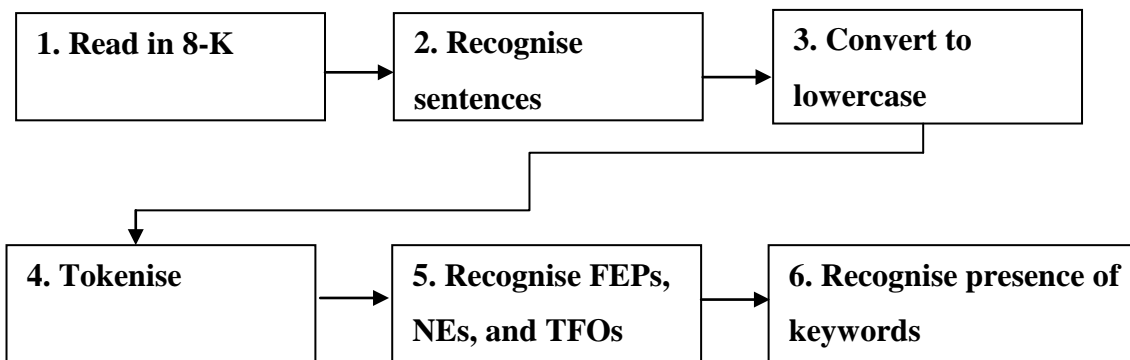 1. Read in 8-K
2. Recognise
sentences
3. Convert to
lowercase
4. Tokenise
5. Recognise FEPs,
NEs, and TFOs
6. Recognise presence of
keywords